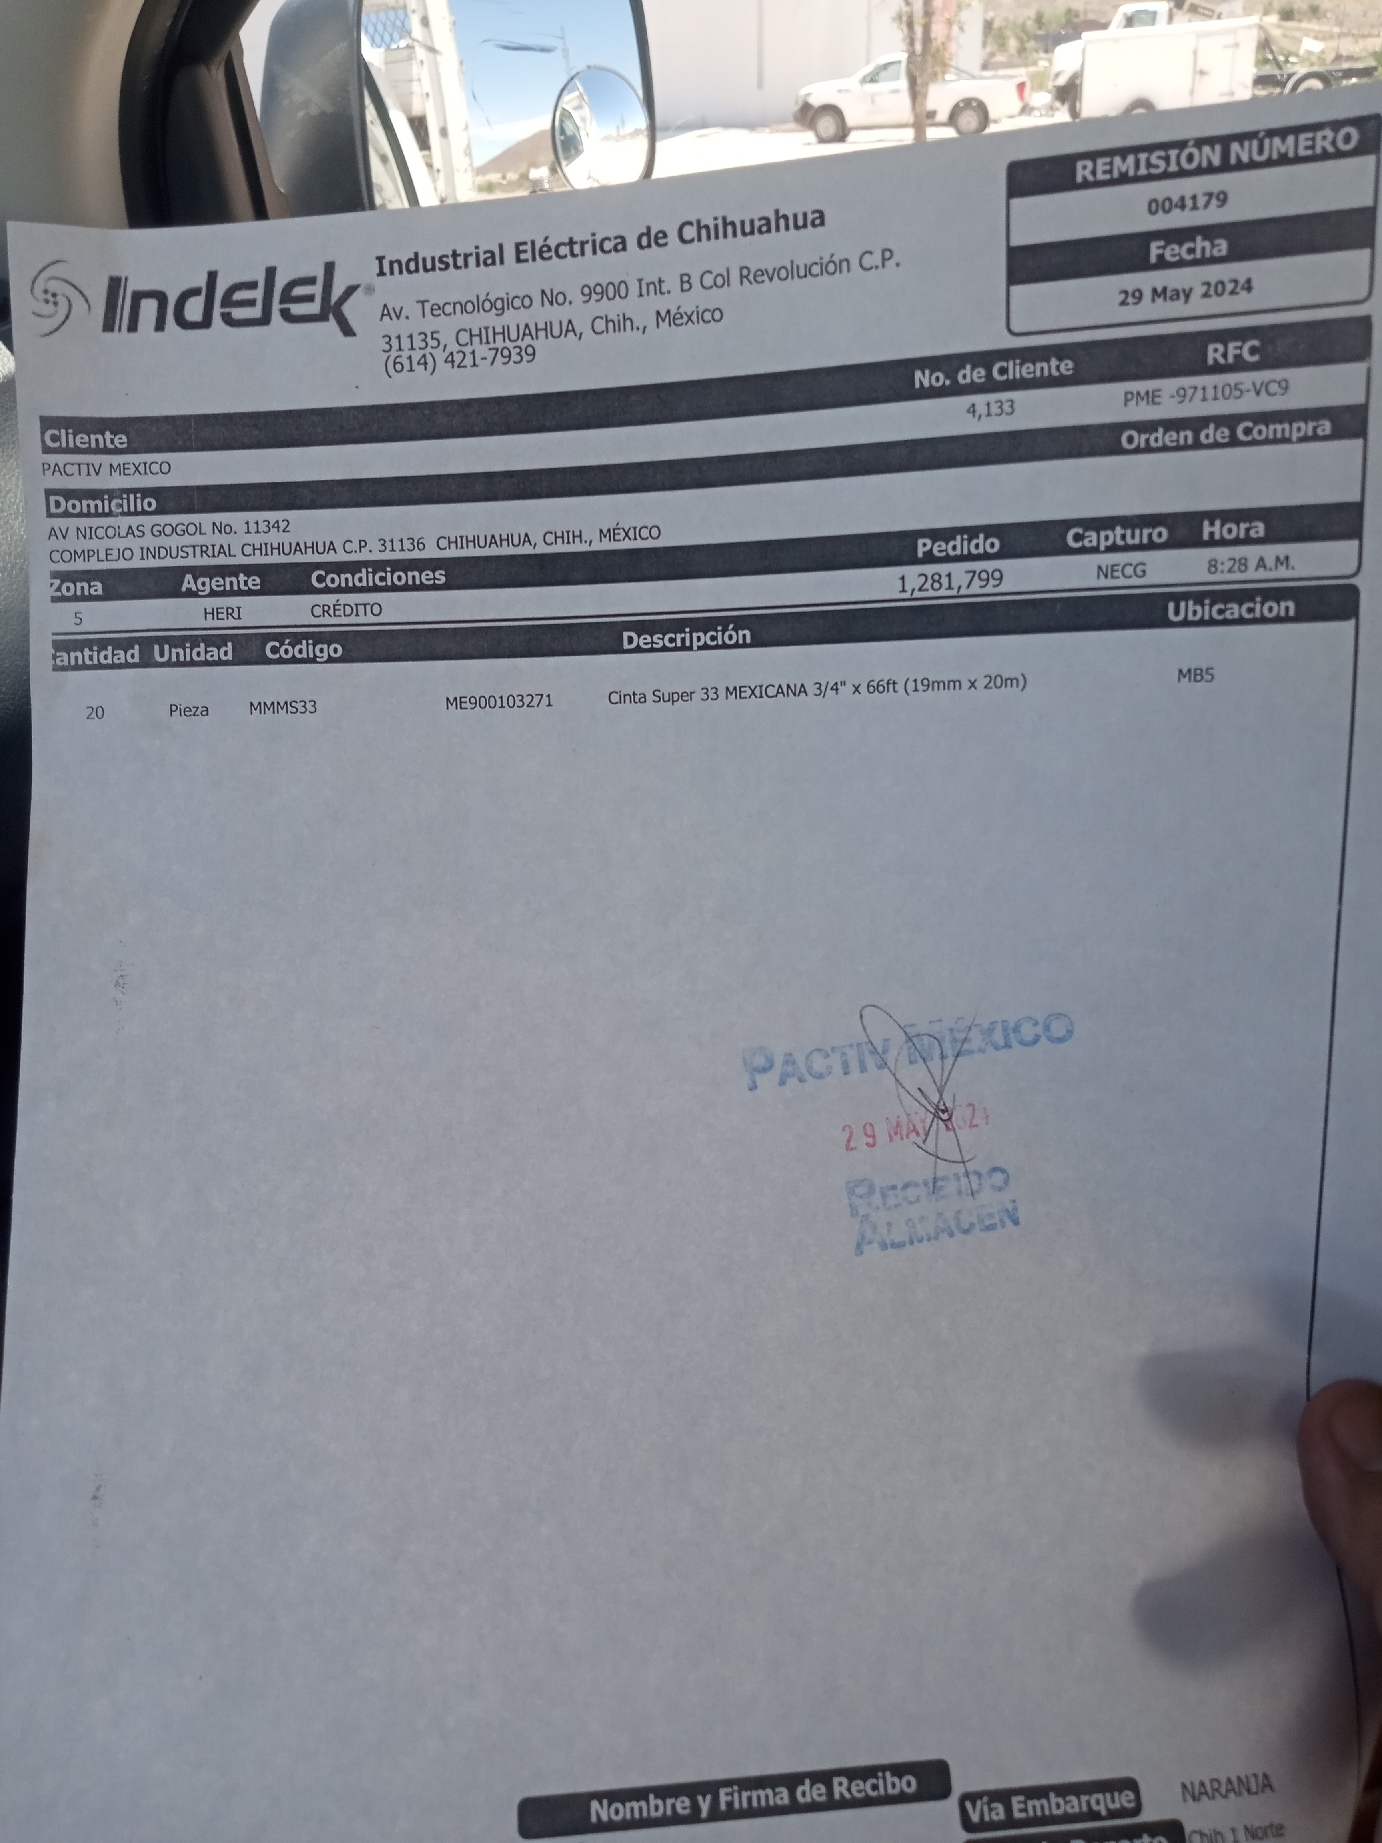 REMISIÓN NÚMERO
004179
Fecha
29 May 2024
Indelek®
Industrial Eléctrica de Chihuahua
Av. Tecnológico No. 9900 Int. B Col Revolución C.P.
31135, CHIHUAHUA, Chih., México
(614) 421-7939
Cliente No. de Cliente RFC
PACTIV MEXICO 4,133 PME -971105-VC9
Domicilio Orden de Compra
AV NICOLAS GOGOL No. 11342
COMPLEJO INDUSTRIAL CHIHUAHUA C.P. 31136 CHIHUAHUA, CHIH., MÉXICO
Zona Agente Condiciones Pedido Capturo Hora
5 HERI CRÉDITO 1,281,799 NECG 8:28 A.M.
antidad Unidad Código Descripción Ubicacion
20 Pieza MMMS33 ME900103271 Cinta Super 33 MEXICANA 3/4" x 66ft (19mm x 20m) MB5
PACTIV MÉXICO
29 MAY 2024
RECIBIDO
ALMACEN
Nombre y Firma de Recibo Vía Embarque NARANJA
Chih 1 Norte